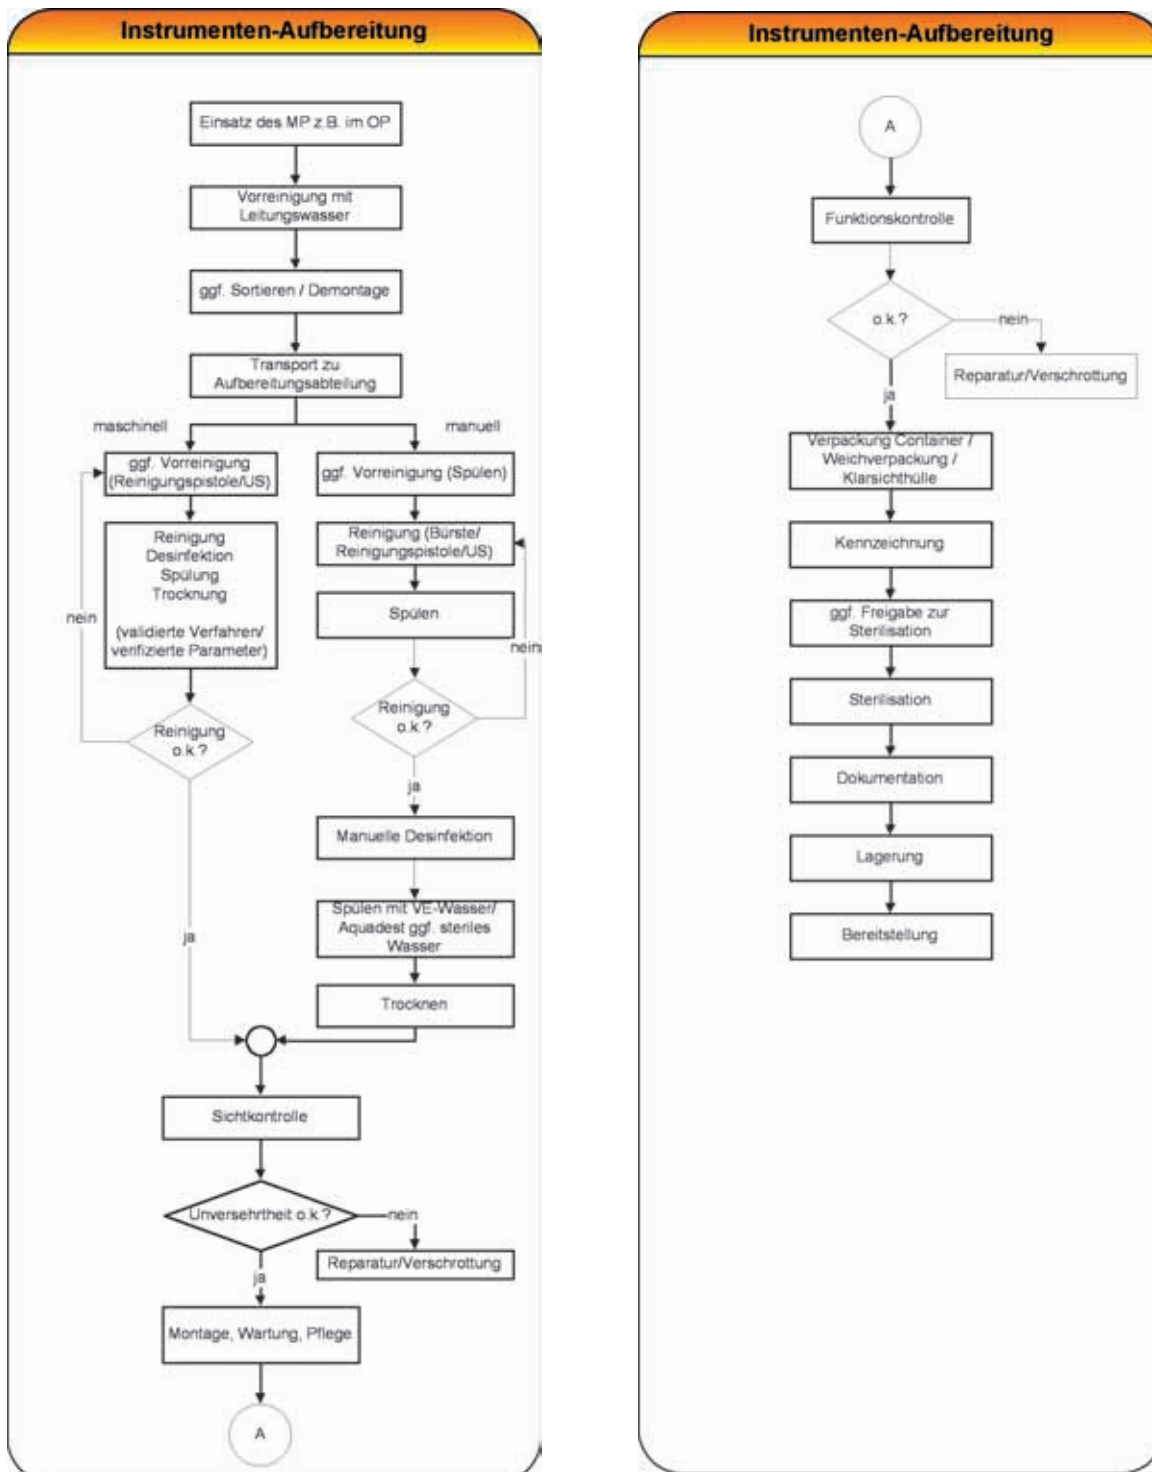 Instrumenten-Aufbereitung
Einsatz des MP z.B. im OP
Vorreinigung mit
Leitungswasser
ggf. Sortieren / Demontage
Transport zu
Aufbereitungsabteilung
maschinell
manuell
ggf. Vorreinigung
(Reinigungspistole/US)
ggf. Vorreinigung (Spülen)
Reinigung
Desinfektion
Spülung
Trocknung
(validierte Verfahren/
verifizierte Parameter)
Reinigung (Bürste/
Reinigungspistole/US)
Spülen
nein
nein
Reinigung
o.k.?
Reinigung
o.k.?
ja
Manuelle Desinfektion
Spülen mit VE-Wasser/
Aquadest ggf. steriles
Wasser
ja
Trocknen
Sichtkontrolle
Unversehrtheit o.k.?
nein
Reparatur/Verschrottung
ja
Montage, Wartung, Pflege
A
Instrumenten-Aufbereitung
A
Funktionskontrolle
o.k.?
nein
Reparatur/Verschrottung
ja
Verpackung Container /
Weichverpackung /
Klarsichthülle
Kennzeichnung
ggf. Freigabe zur
Sterilisation
Sterilisation
Dokumentation
Lagerung
Bereitstellung